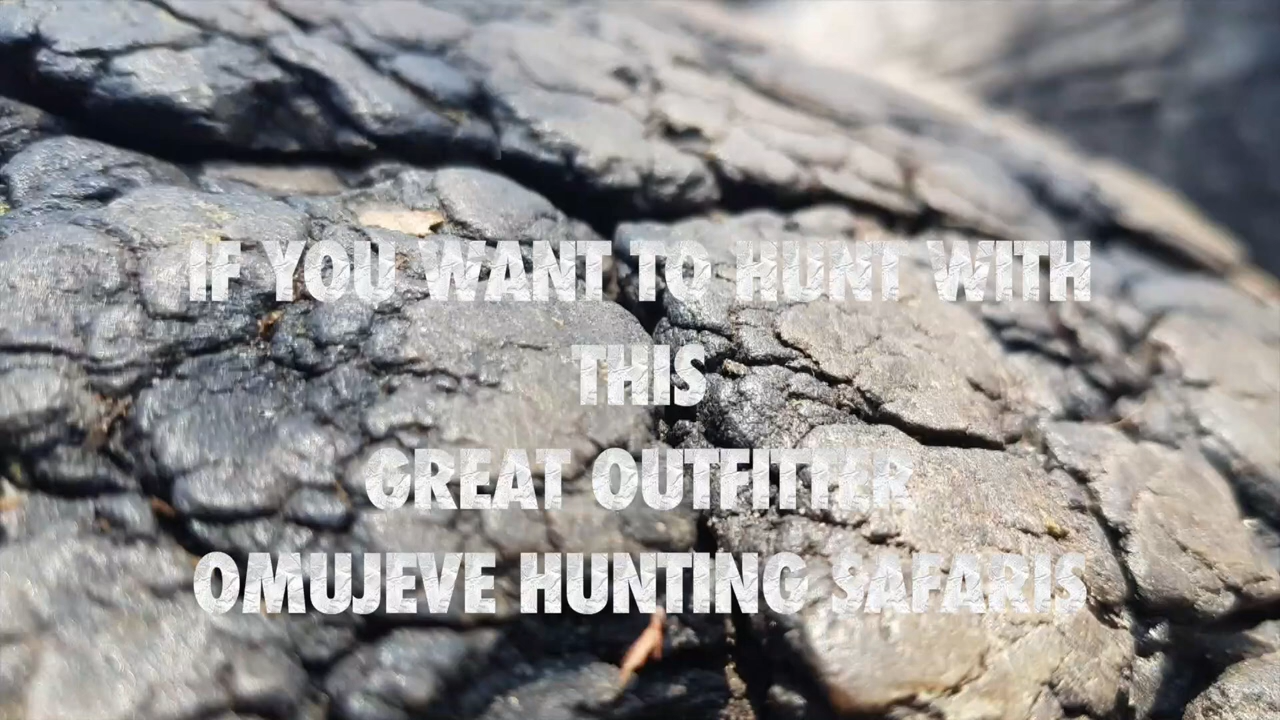 IF YOU WANT TO HUNT WITH
THIS
GREAT OUTFITTER
OMUJEVE HUNTING SAFARIS